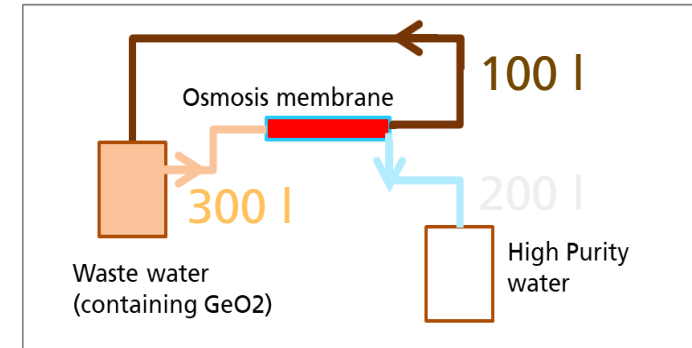 100 l
Osmosis membrane
300 l
200 l
Waste water
(containing GeO2)
High Purity
water